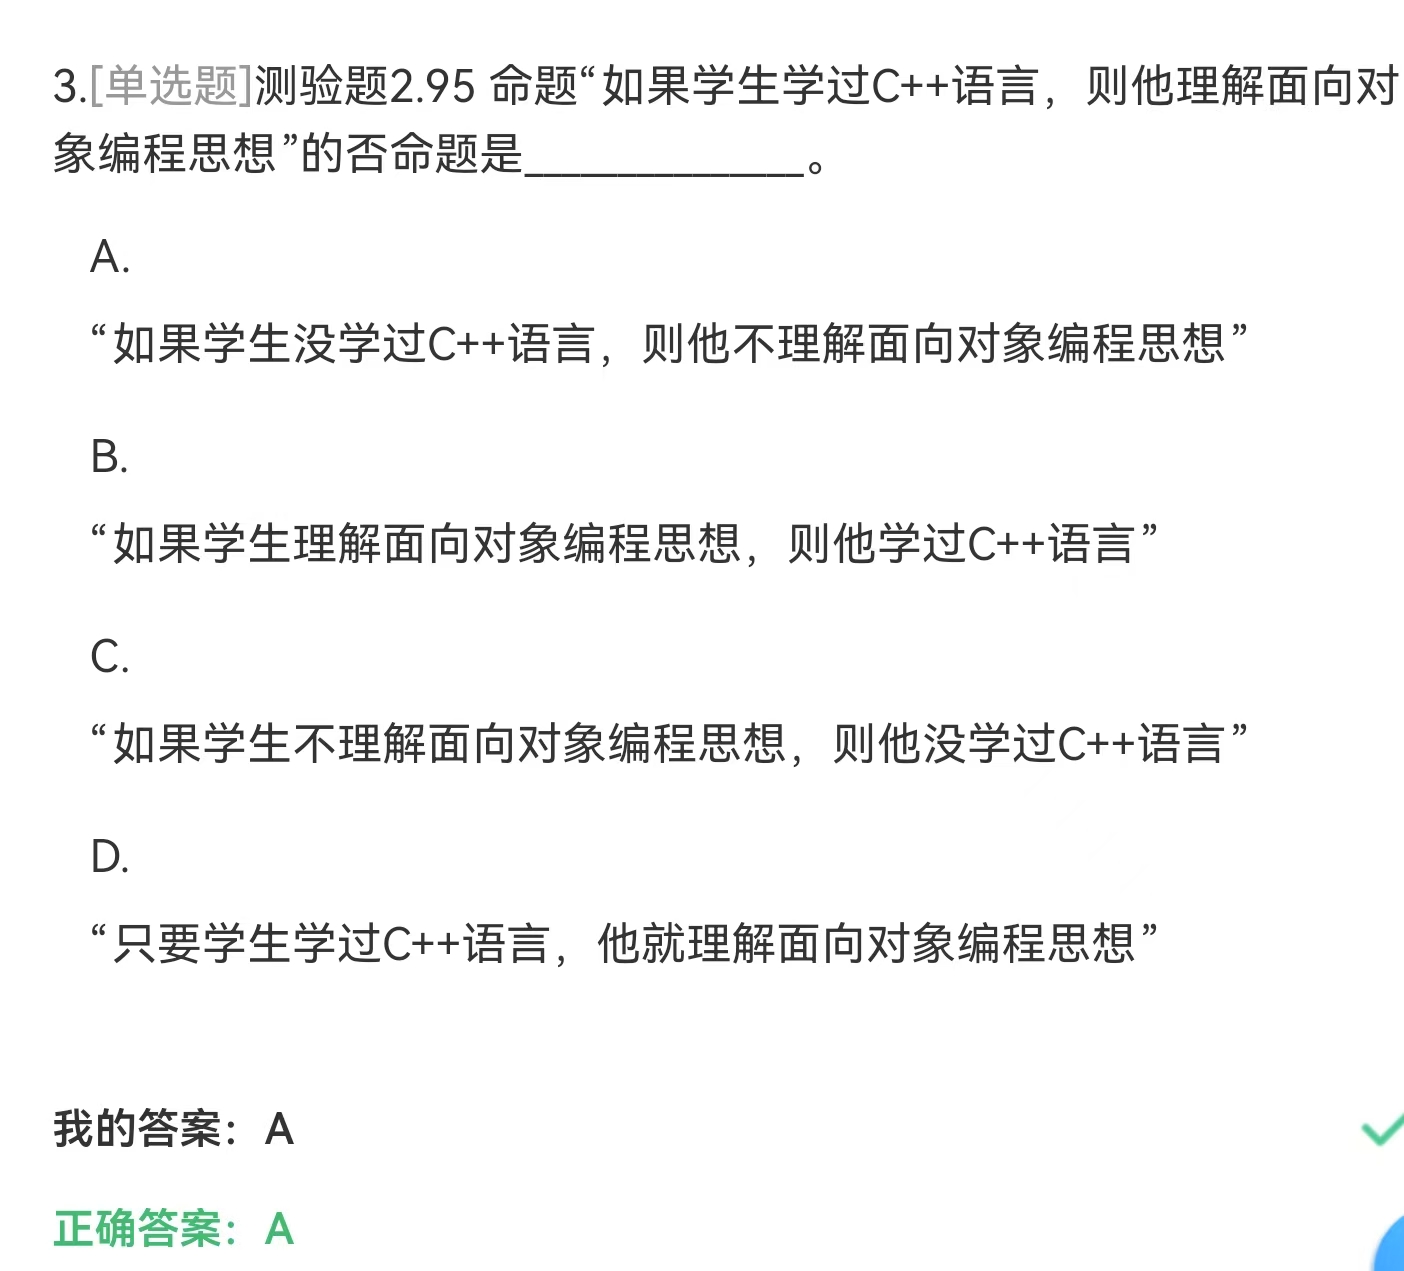 3.[单选题]测验题2.95 命题“如果学生学过C++语言，则他理解面向对
象编程思想”的否命题是______________。
A.
“如果学生没学过C++语言，则他不理解面向对象编程思想”
B.
“如果学生理解面向对象编程思想，则他学过C++语言”
C.
“如果学生不理解面向对象编程思想，则他没学过C++语言”
D.
“只要学生学过C++语言，他就理解面向对象编程思想”
我的答案：A
正确答案：A